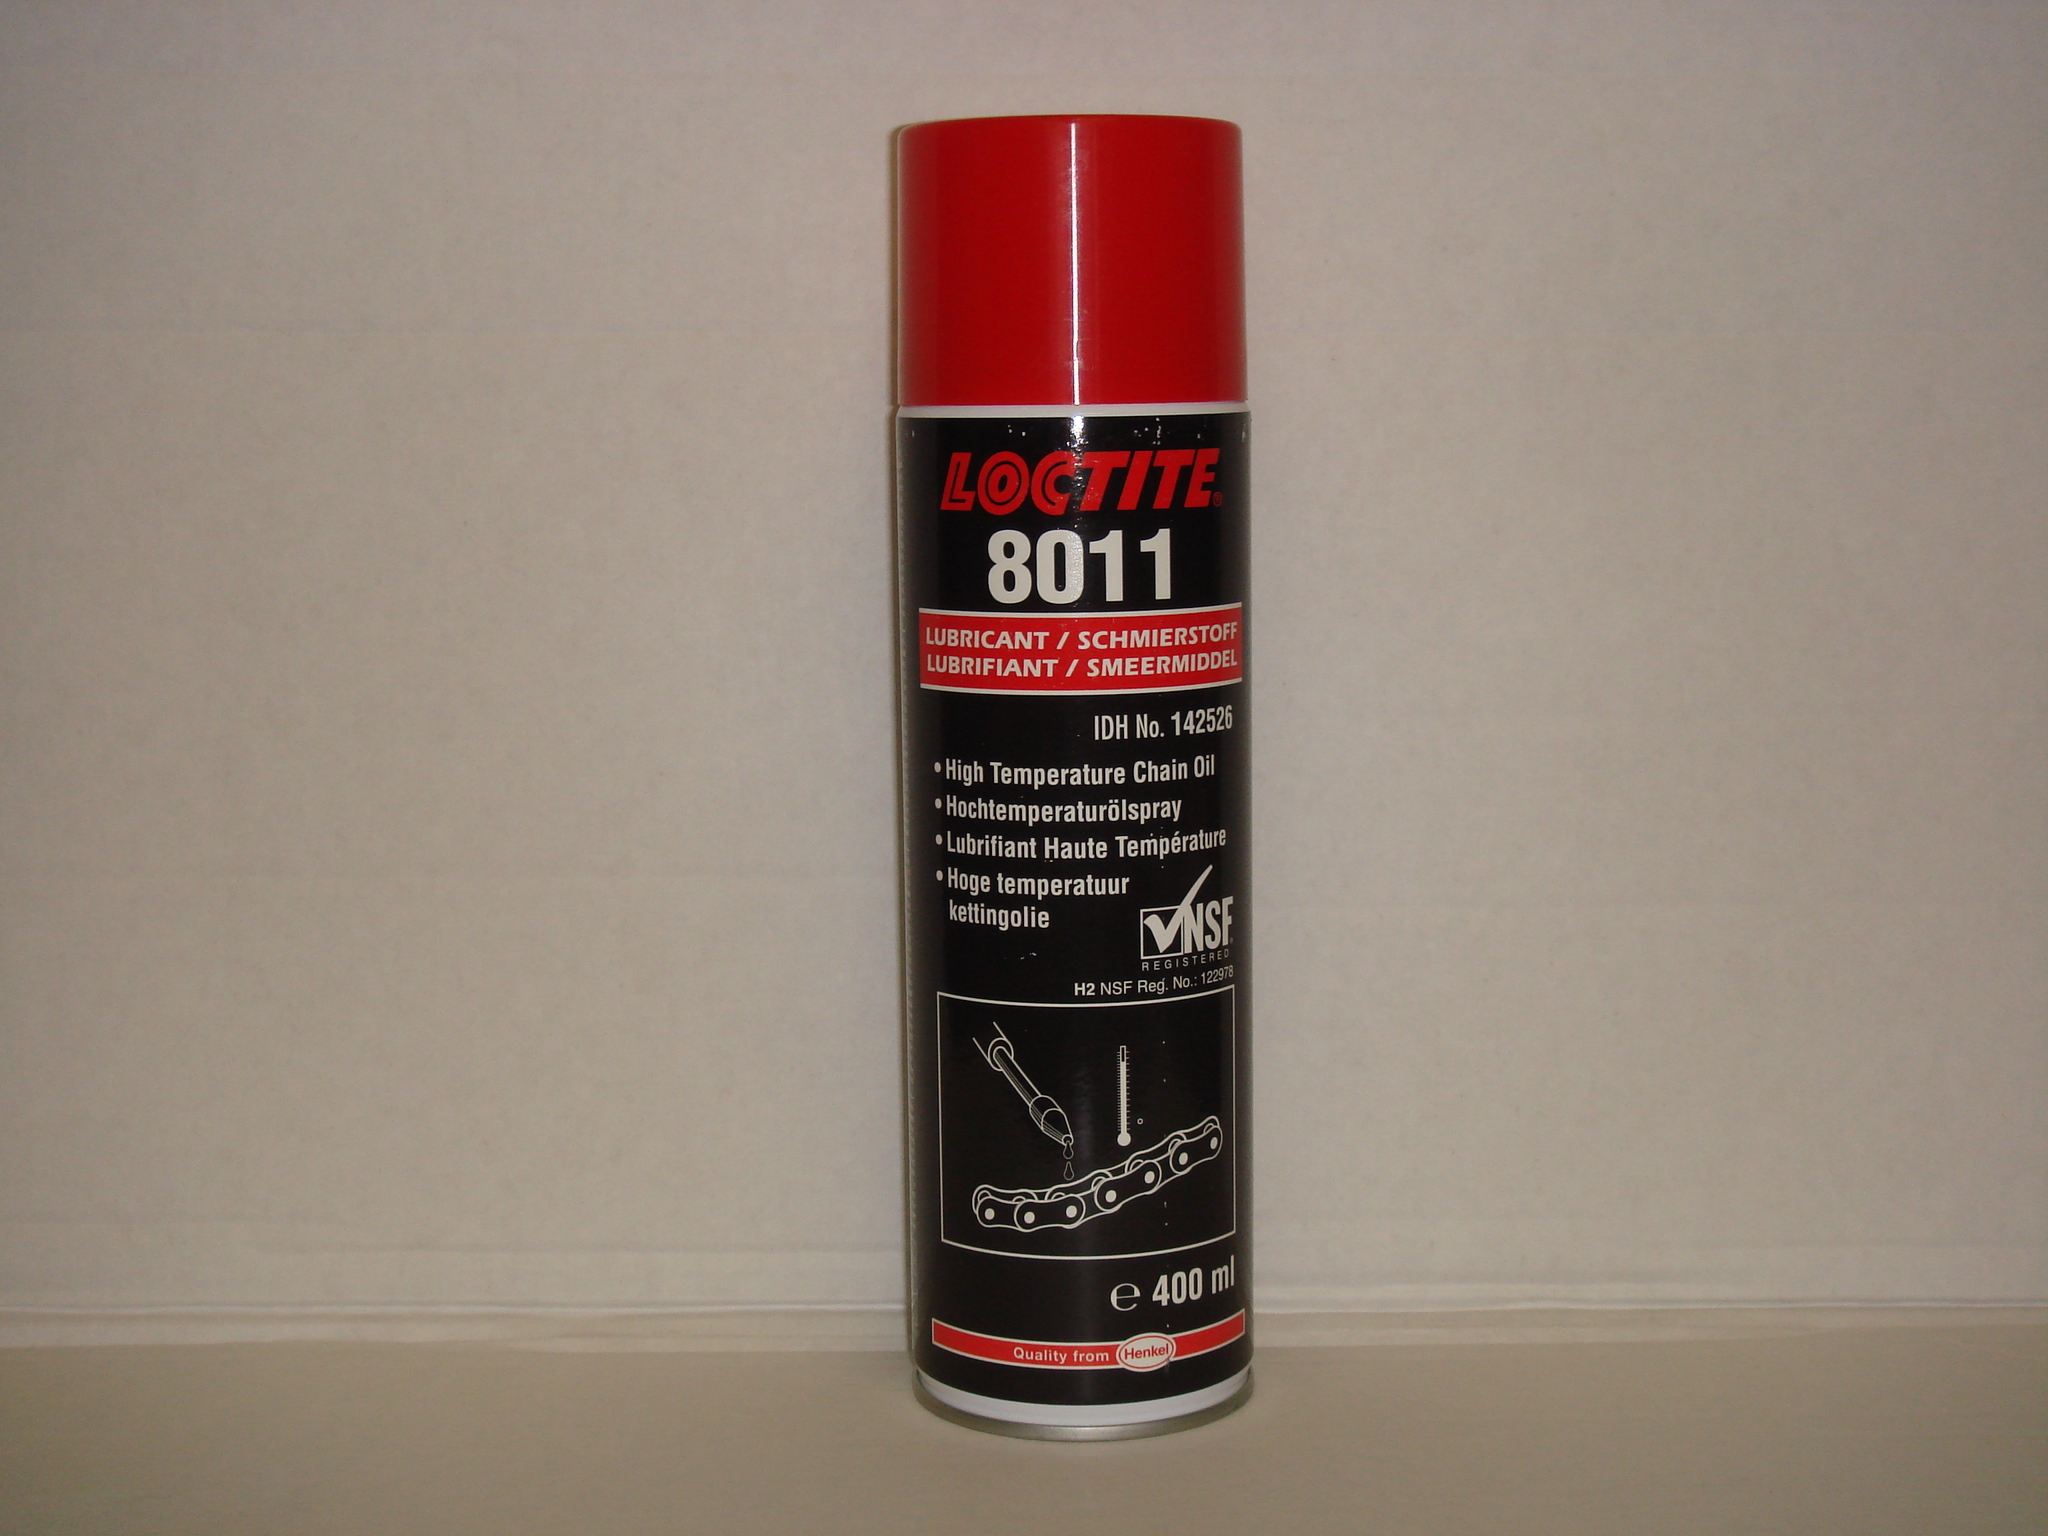 LOCTITE®
8011
LUBRICANT / SCHMIERSTOFF
LUBRIFIANT / SMEERMIDDEL
IDH No. 142526
• High Temperature Chain Oil
• Hochtemperaturölspray
• Lubrifiant Haute Température
• Hoge temperatuur
kettingolie
NSF®
REGISTERED
H2 NSF Reg. No.: 122978
°
℮ 400 ml
Quality from Henkel